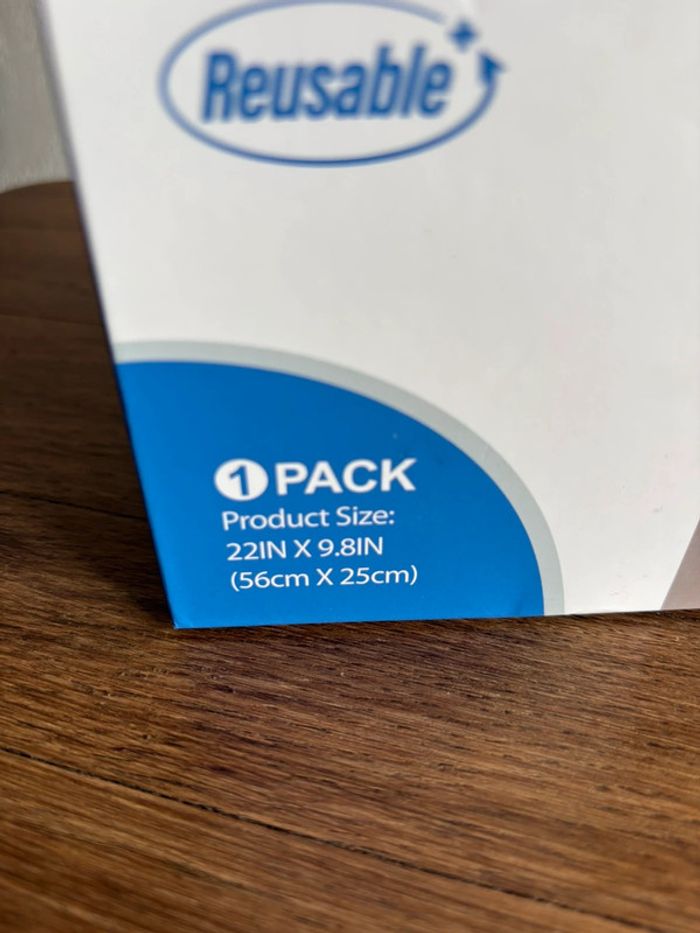 Reusable
1 PACK
Product Size:
22IN X 9.8IN
(56cm X 25cm)